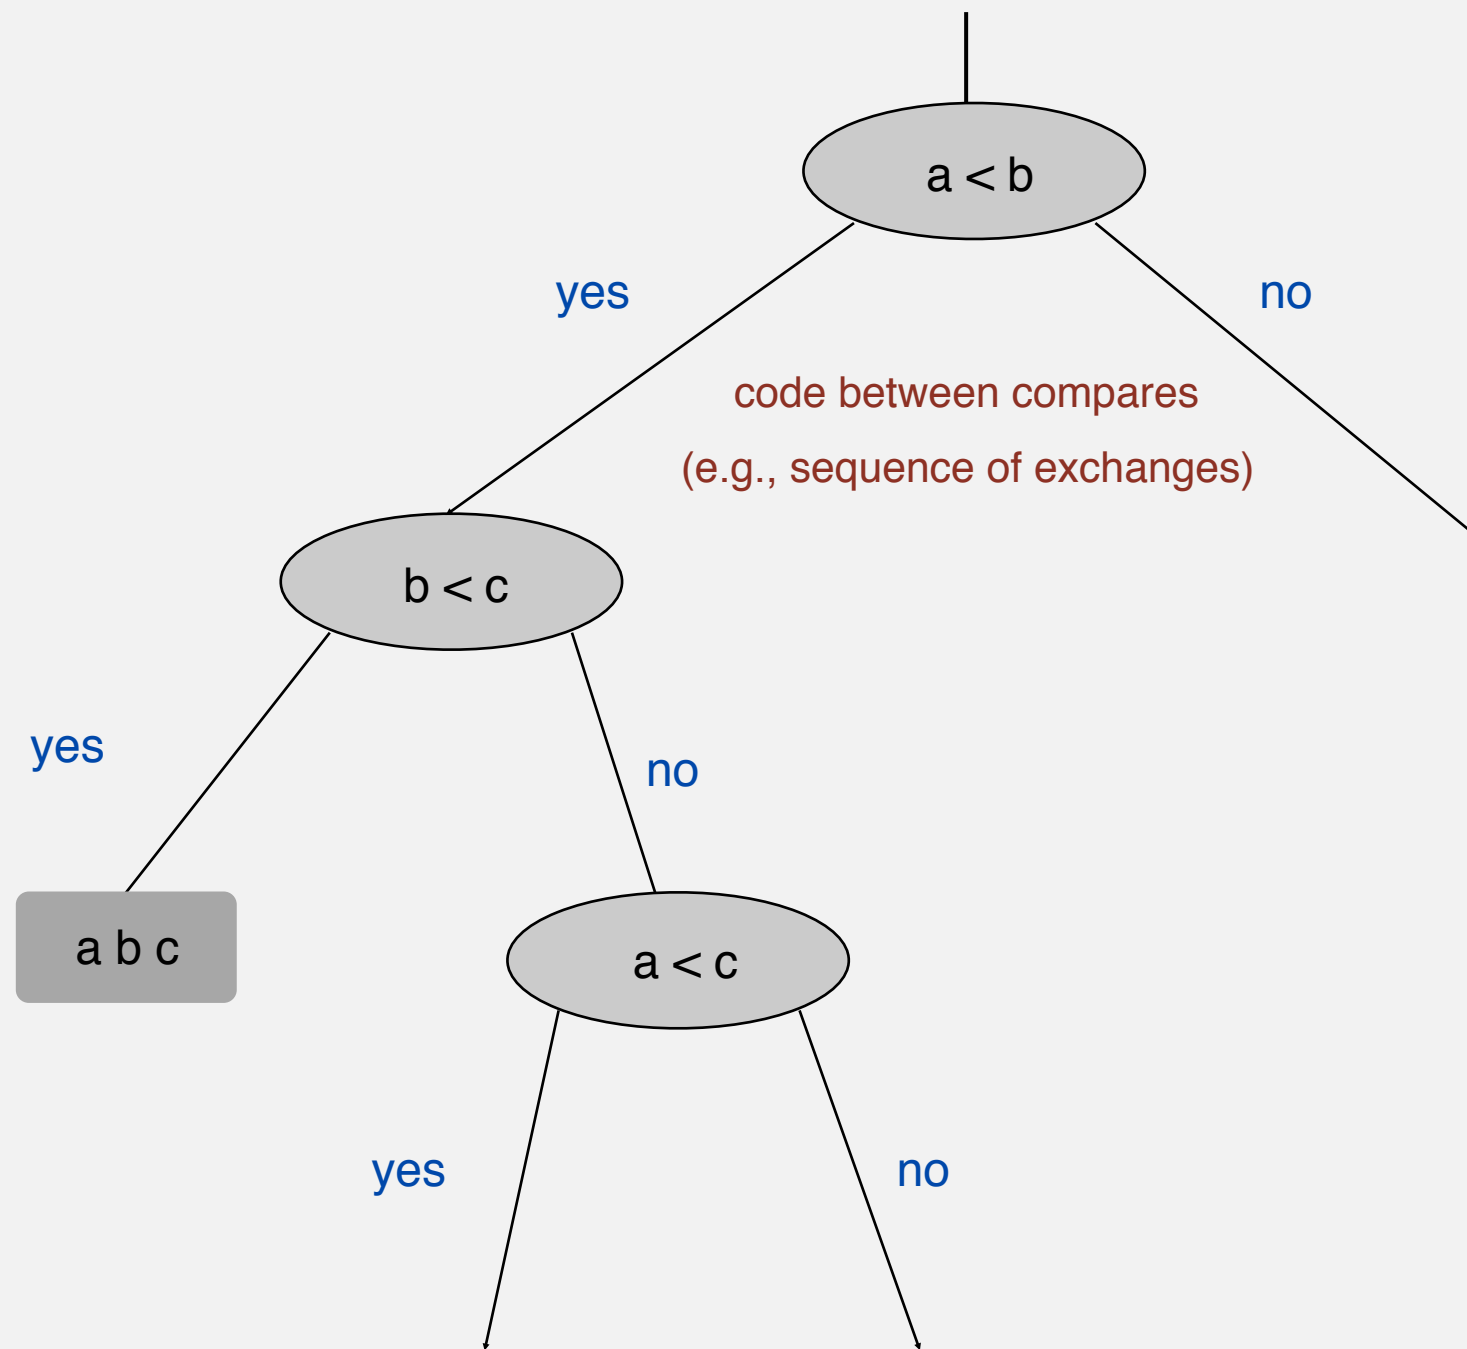 a < b
yes
no
code between compares
(e.g., sequence of exchanges)
b < c
yes
no
a b c
a < c
yes
no